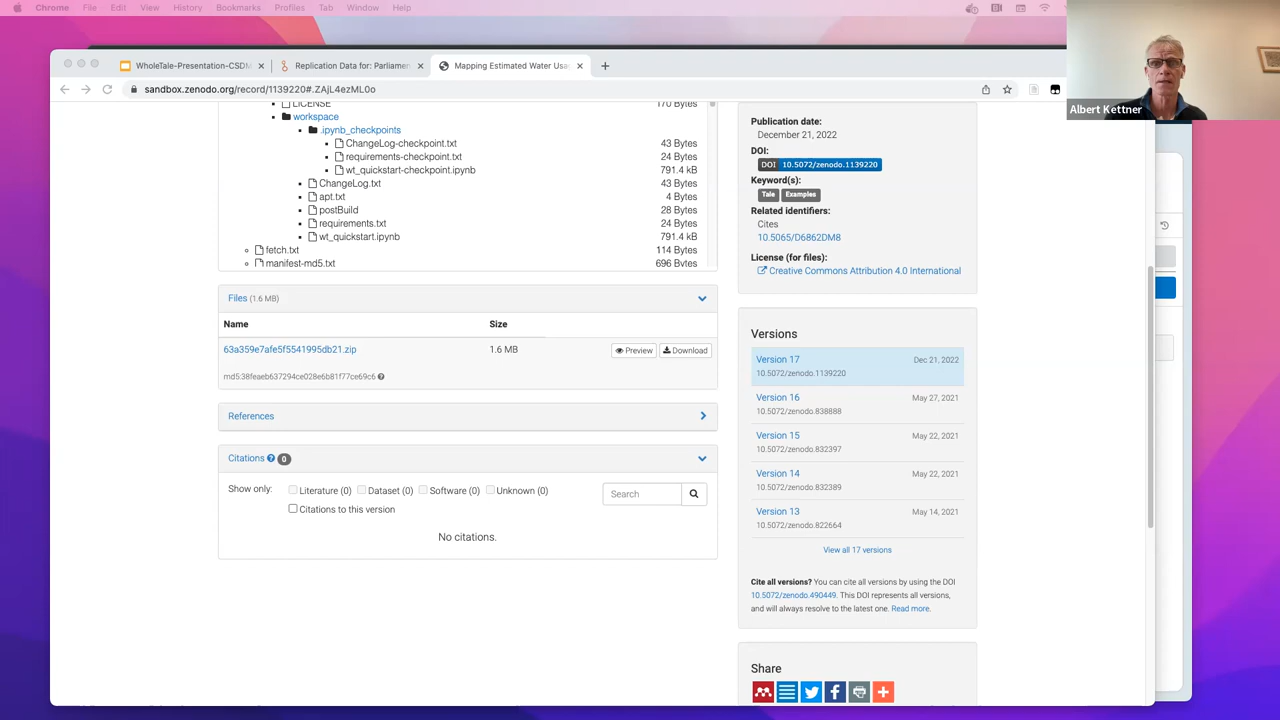 Chrome File Edit View History Bookmarks Profiles Tab Window Help
WholeTale-Presentation-CSDM
Replication Data for: Parliamen
Mapping Estimated Water Usa
sandbox.zenodo.org/record/1139220#.ZAjL4ezML0o
Albert Kettner
LICENSE 170 Bytes
workspace
.ipynb_checkpoints
ChangeLog-checkpoint.txt 43 Bytes
requirements-checkpoint.txt 24 Bytes
wt_quickstart-checkpoint.ipynb 791.4 kB
ChangeLog.txt 43 Bytes
apt.txt 4 Bytes
postBuild 28 Bytes
requirements.txt 24 Bytes
wt_quickstart.ipynb 791.4 kB
fetch.txt 114 Bytes
manifest-md5.txt 696 Bytes
Files (1.6 MB)
Name Size
63a359e7afe5f5541995db21.zip 1.6 MB Preview Download
md5:38feaeb637294ce028e6b81f77ce69c6
References
Citations 0
Show only: Literature (0) Dataset (0) Software (0) Unknown (0) Search
Citations to this version
No citations.
Publication date:
December 21, 2022
DOI:
DOI 10.5072/zenodo.1139220
Keyword(s):
Tale Examples
Related identifiers:
Cites
10.5065/D6862DM8
License (for files):
Creative Commons Attribution 4.0 International
Versions
Version 17 Dec 21, 2022
10.5072/zenodo.1139220
Version 16 May 27, 2021
10.5072/zenodo.838888
Version 15 May 22, 2021
10.5072/zenodo.832397
Version 14 May 22, 2021
10.5072/zenodo.832389
Version 13 May 14, 2021
10.5072/zenodo.822664
View all 17 versions
Cite all versions? You can cite all versions by using the DOI
10.5072/zenodo.490449. This DOI represents all versions,
and will always resolve to the latest one. Read more.
Share